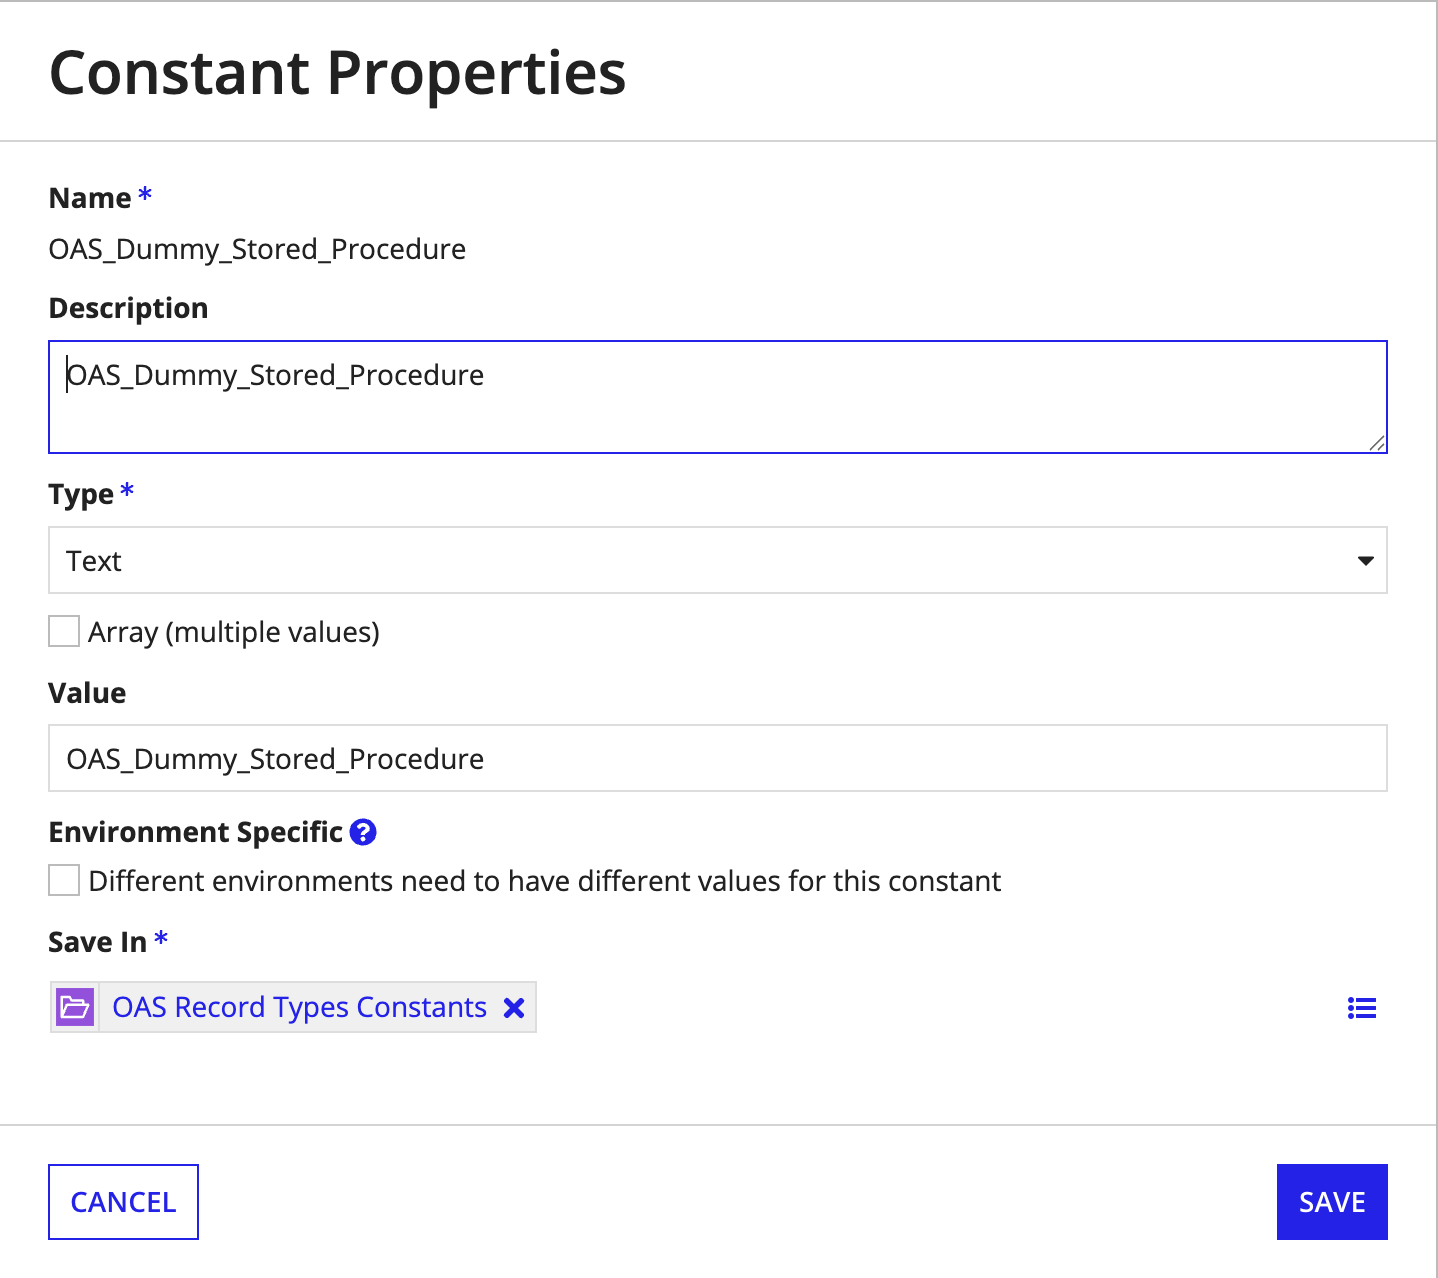 Constant Properties
Name *
OAS_Dummy_Stored_Procedure
Description
OAS_Dummy_Stored_Procedure
Type *
Text
Array (multiple values)
Value
OAS_Dummy_Stored_Procedure
Environment Specific ?
Different environments need to have different values for this constant
Save In *
OAS Record Types Constants
CANCEL
SAVE